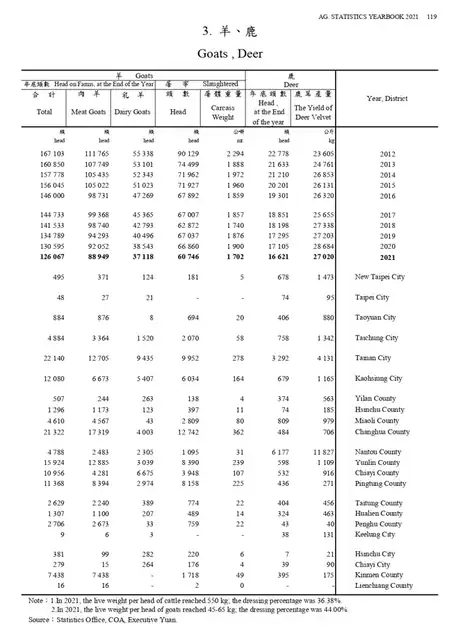 AG. STATISTICS YEARBOOK 2021 119
3. 羊、鹿
Goats , Deer
羊 Goats 鹿
年底頭數 Head on Farms, at the End of the Year 屠宰 Slaughtered Deer
合計 肉羊 乳羊 頭數 屠體重量 年底頭數 鹿茸產量 Year, District
Total Meat Goats Dairy Goats Head Carcass Weight Head , at the End of the year The Yield of Deer Velvet
頭 頭 頭 頭 公噸 頭 公斤
head head head head mt head kg
167 103 111 765 55 338 90 129 2 294 22 778 23 605 2012
160 850 107 749 53 101 74 499 1 888 21 633 24 761 2013
157 778 105 435 52 343 71 962 1 972 21 210 26 853 2014
156 045 105 022 51 023 71 927 1 960 20 201 26 131 2015
146 000 98 731 47 269 67 892 1 859 19 301 26 320 2016
144 733 99 368 45 365 67 007 1 857 18 851 25 655 2017
141 533 98 740 42 793 62 872 1 740 18 198 27 338 2018
134 789 94 293 40 496 67 037 1 876 17 295 27 203 2019
130 595 92 052 38 543 66 860 1 900 17 105 28 684 2020
126 067 88 949 37 118 60 746 1 702 16 621 27 020 2021
495 371 124 181 5 678 1 473 New Taipei City
48 27 21 - - 74 95 Taipei City
884 876 8 694 20 406 880 Taoyuan City
4 884 3 364 1 520 2 070 58 758 1 342 Taichung City
22 140 12 705 9 435 9 952 278 3 292 4 131 Tainan City
12 080 6 673 5 407 6 034 164 679 1 165 Kaohsiung City
507 244 263 138 4 374 563 Yilan County
1 296 1 173 123 397 11 74 185 Hsinchu County
4 610 4 567 43 2 809 80 809 979 Miaoli County
21 322 17 319 4 003 12 742 362 484 706 Changhua County
4 788 2 483 2 305 1 095 31 6 177 11 827 Nantou County
15 924 12 885 3 039 8 390 239 598 1 109 Yunlin County
10 956 4 281 6 675 3 948 107 532 916 Chiayi County
11 368 8 394 2 974 8 158 225 436 271 Pingtung County
2 629 2 240 389 774 22 404 456 Taitung County
1 307 1 100 207 489 14 324 463 Hualien County
2 706 2 673 33 759 22 43 40 Penghu County
9 6 3 - - 38 131 Keelung City
381 99 282 220 6 7 21 Hsinchu City
279 15 264 176 4 39 90 Chiayi City
7 438 7 438 - 1 718 49 395 175 Kinmen County
16 16 - 2 0 - - Lienchiang County
Note：1.In 2021, the live weight per head of cattle reached 550 kg, the dressing percentage was 36.38%.
2.In 2021, the live weight per head of goats reached 45-65 kg, the dressing percentage was 44.00%.
Source：Statistics Office, COA, Executive Yuan.